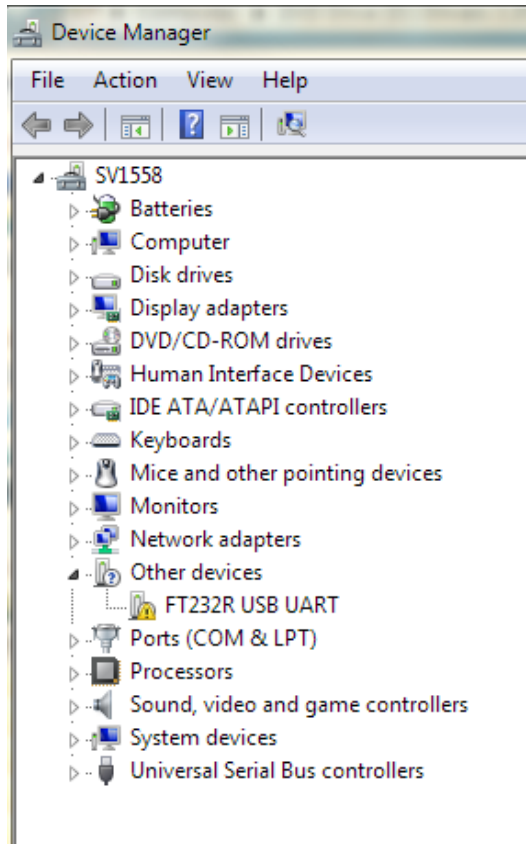 Device Manager
File Action View Help
SV1558
Batteries
Computer
Disk drives
Display adapters
DVD/CD-ROM drives
Human Interface Devices
IDE ATA/ATAPI controllers
Keyboards
Mice and other pointing devices
Monitors
Network adapters
Other devices
FT232R USB UART
Ports (COM & LPT)
Processors
Sound, video and game controllers
System devices
Universal Serial Bus controllers